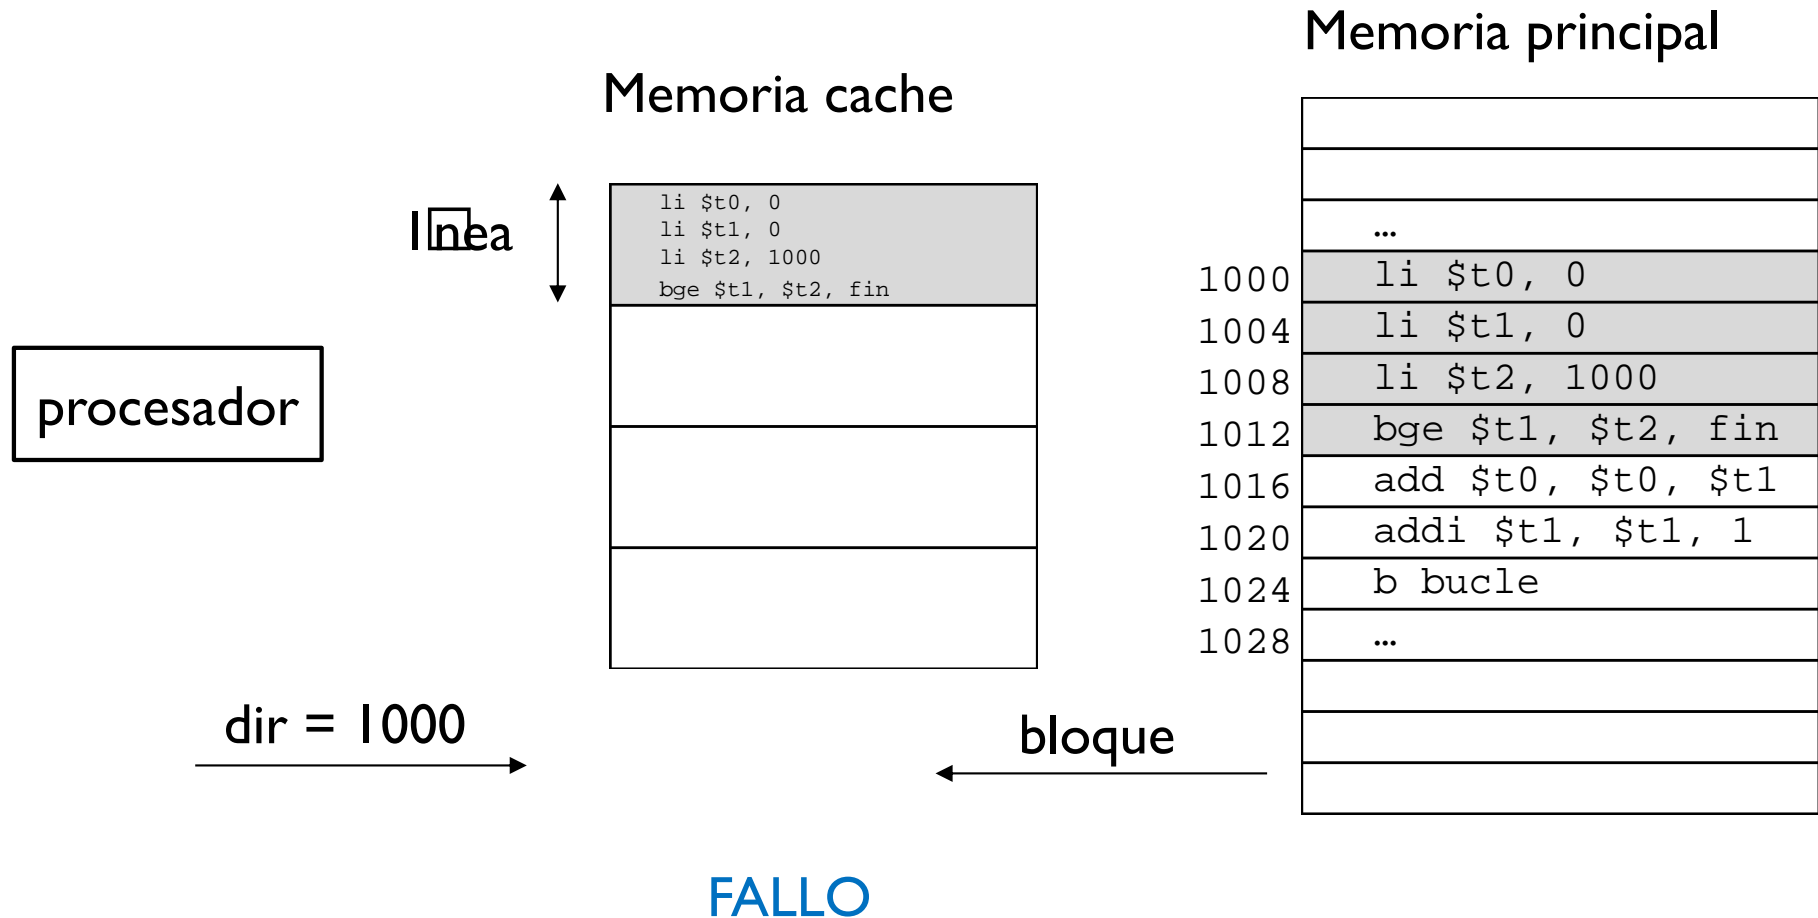 Memoria principal
Memoria cache
l□nea
li $t0, 0
li $t1, 0
li $t2, 1000
bge $t1, $t2, fin
procesador
…
1000 li $t0, 0
1004 li $t1, 0
1008 li $t2, 1000
1012 bge $t1, $t2, fin
1016 add $t0, $t0, $t1
1020 addi $t1, $t1, 1
1024 b bucle
1028 …
dir = 1000
bloque
FALLO